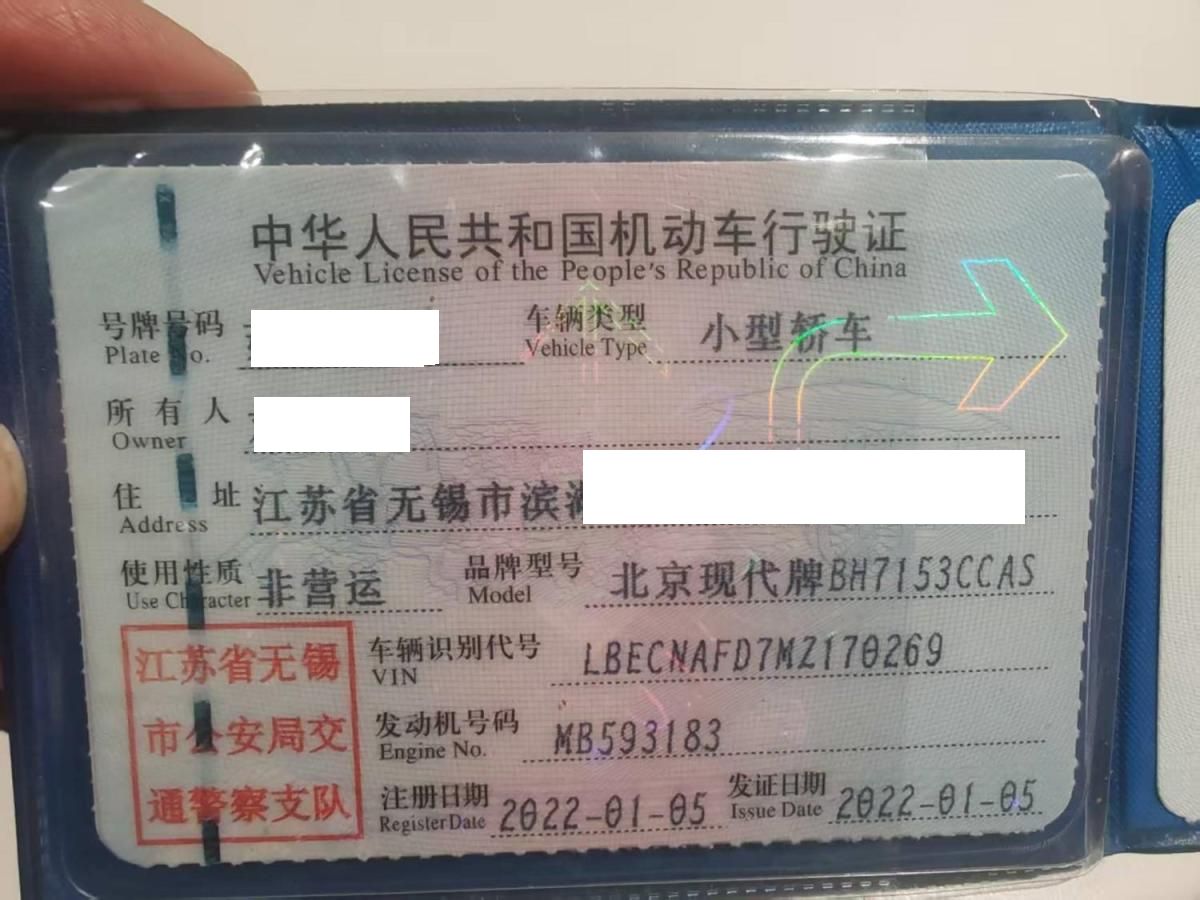 中华人民共和国机动车行驶证
Vehicle License of the People's Republic of China
号牌号码 车辆类型 小型轿车
Plate No. Vehicle Type
所有人
Owner
住址 江苏省无锡市滨
Address
使用性质 非营运 品牌型号 北京现代牌BH7153CCAS
Use Character Model
江苏省无锡
市公安局交
通警察支队
车辆识别代号 LBECNAFD7MZ170269
VIN
发动机号码 MB593183
Engine No.
注册日期 2022-01-05 发证日期 2022-01-05
Register Date Issue Date